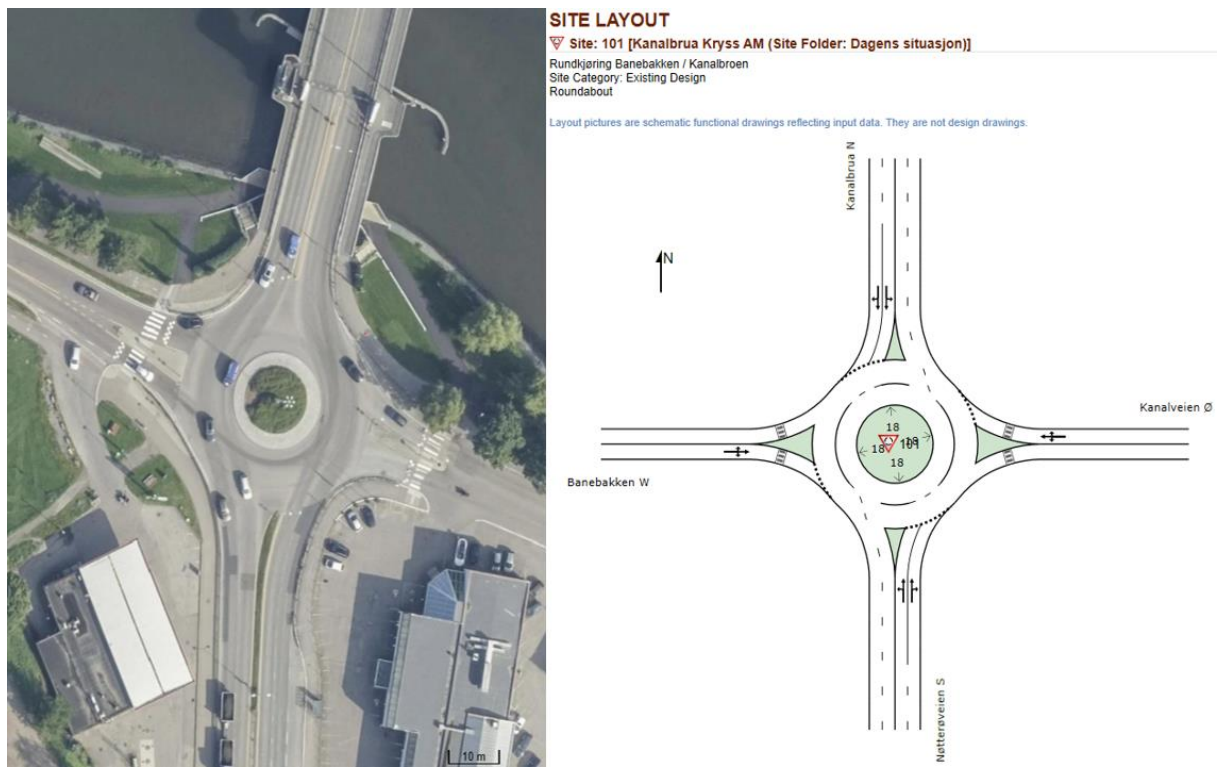 SITE LAYOUT
Site: 101 [Kanalbrua Kryss AM (Site Folder: Dagens situasjon)]
Rundkjøring Banebakken / Kanalbroen
Site Category: Existing Design
Roundabout
Layout pictures are schematic functional drawings reflecting input data. They are not design drawings.
Kanalbrua N
N
Kanalveien Ø
18
18
101
18
18
Banebakken W
Nøtterøveien S
10 m